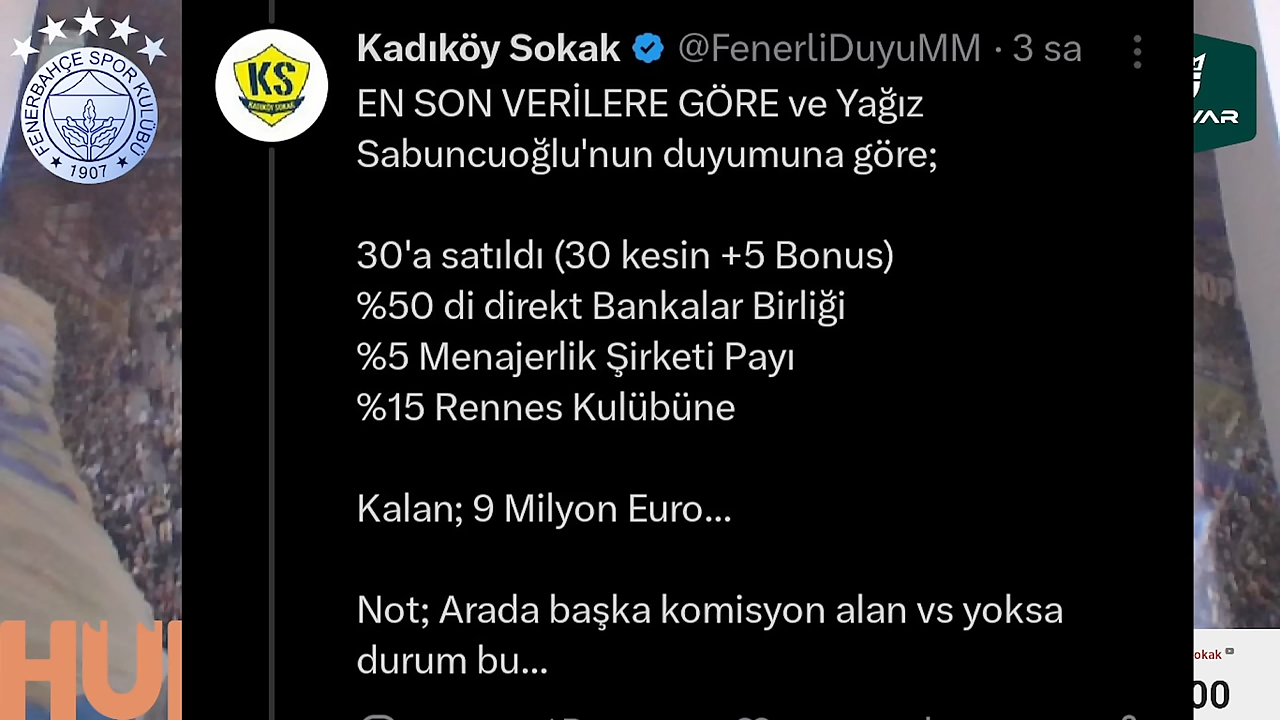 FENERBAHÇE SPOR KULÜBÜ
1907
KS
KADIKÖY SOKAK
Kadıköy Sokak @FenerliDuyuMM · 3 sa
EN SON VERİLERE GÖRE ve Yağız
Sabuncuoğlu'nun duyumuna göre;
30'a satıldı (30 kesin +5 Bonus)
%50 di direkt Bankalar Birliği
%5 Menajerlik Şirketi Payı
%15 Rennes Kulübüne
Kalan; 9 Milyon Euro...
Not; Arada başka komisyon alan vs yoksa
durum bu...
HU
VAR
okak
00